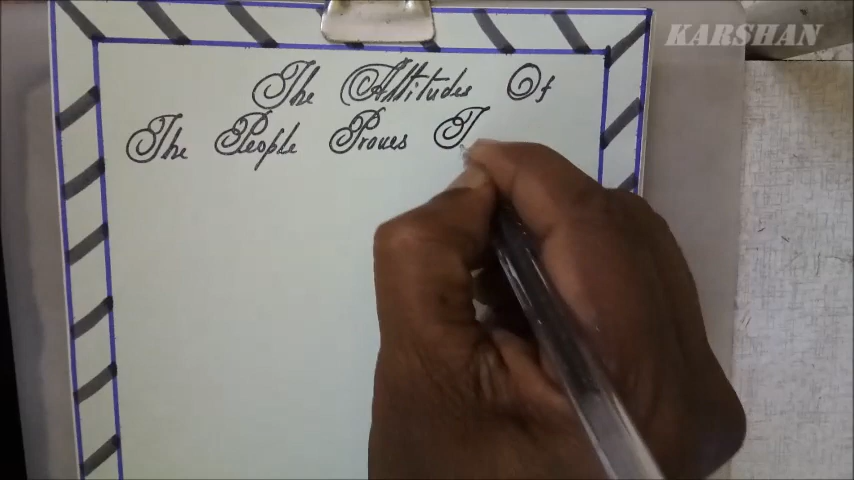 KARSHAN
The Attitudes Of
The People Proves T